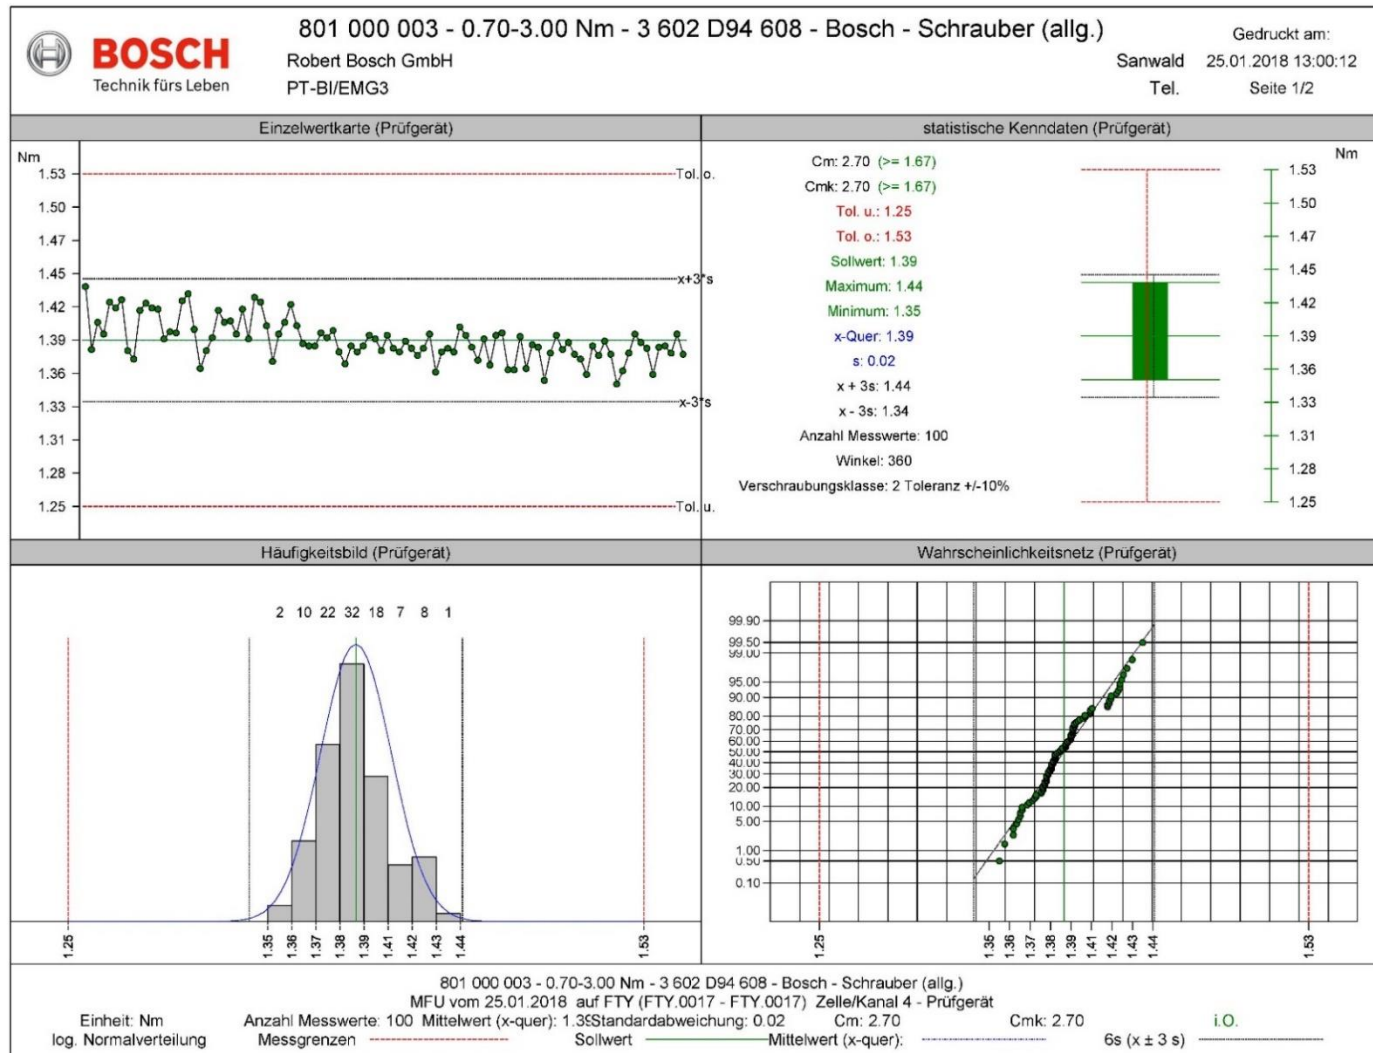 BOSCH
Technik fürs Leben
801 000 003 - 0.70-3.00 Nm - 3 602 D94 608 - Bosch - Schrauber (allg.)
Robert Bosch GmbH
PT-BI/EMG3
Gedruckt am:
Sanwald 25.01.2018 13:00:12
Tel. Seite 1/2
Einzelwertkarte (Prüfgerät)
Nm
1.53
1.50
1.47
1.45
1.42
1.39
1.36
1.33
1.31
1.28
1.25
Tol. o.
x+3*s
x-3*s
Tol. u.
statistische Kenndaten (Prüfgerät)
Cm: 2.70 (>= 1.67)
Cmk: 2.70 (>= 1.67)
Tol. u.: 1.25
Tol. o.: 1.53
Sollwert: 1.39
Maximum: 1.44
Minimum: 1.35
x-Quer: 1.39
s: 0.02
x + 3s: 1.44
x - 3s: 1.34
Anzahl Messwerte: 100
Winkel: 360
Verschraubungsklasse: 2 Toleranz +/-10%
Nm
1.53
1.50
1.47
1.45
1.42
1.39
1.36
1.33
1.31
1.28
1.25
Häufigkeitsbild (Prüfgerät)
2 10 22 32 18 7 8 1
1.25 1.35 1.36 1.37 1.38 1.39 1.41 1.42 1.43 1.44 1.53
Wahrscheinlichkeitsnetz (Prüfgerät)
99.90
99.50
99.00
95.00
90.00
80.00
70.00
60.00
50.00
40.00
30.00
20.00
10.00
5.00
1.00
0.50
0.10
1.25 1.35 1.36 1.37 1.38 1.39 1.41 1.42 1.43 1.44 1.53
801 000 003 - 0.70-3.00 Nm - 3 602 D94 608 - Bosch - Schrauber (allg.)
MFU vom 25.01.2018 auf FTY (FTY.0017 - FTY.0017) Zelle/Kanal 4 - Prüfgerät
Einheit: Nm Anzahl Messwerte: 100 Mittelwert (x-quer): 1.39 Standardabweichung: 0.02 Cm: 2.70 Cmk: 2.70 i.O.
log. Normalverteilung Messgrenzen Sollwert Mittelwert (x-quer): 6s (x ± 3 s)